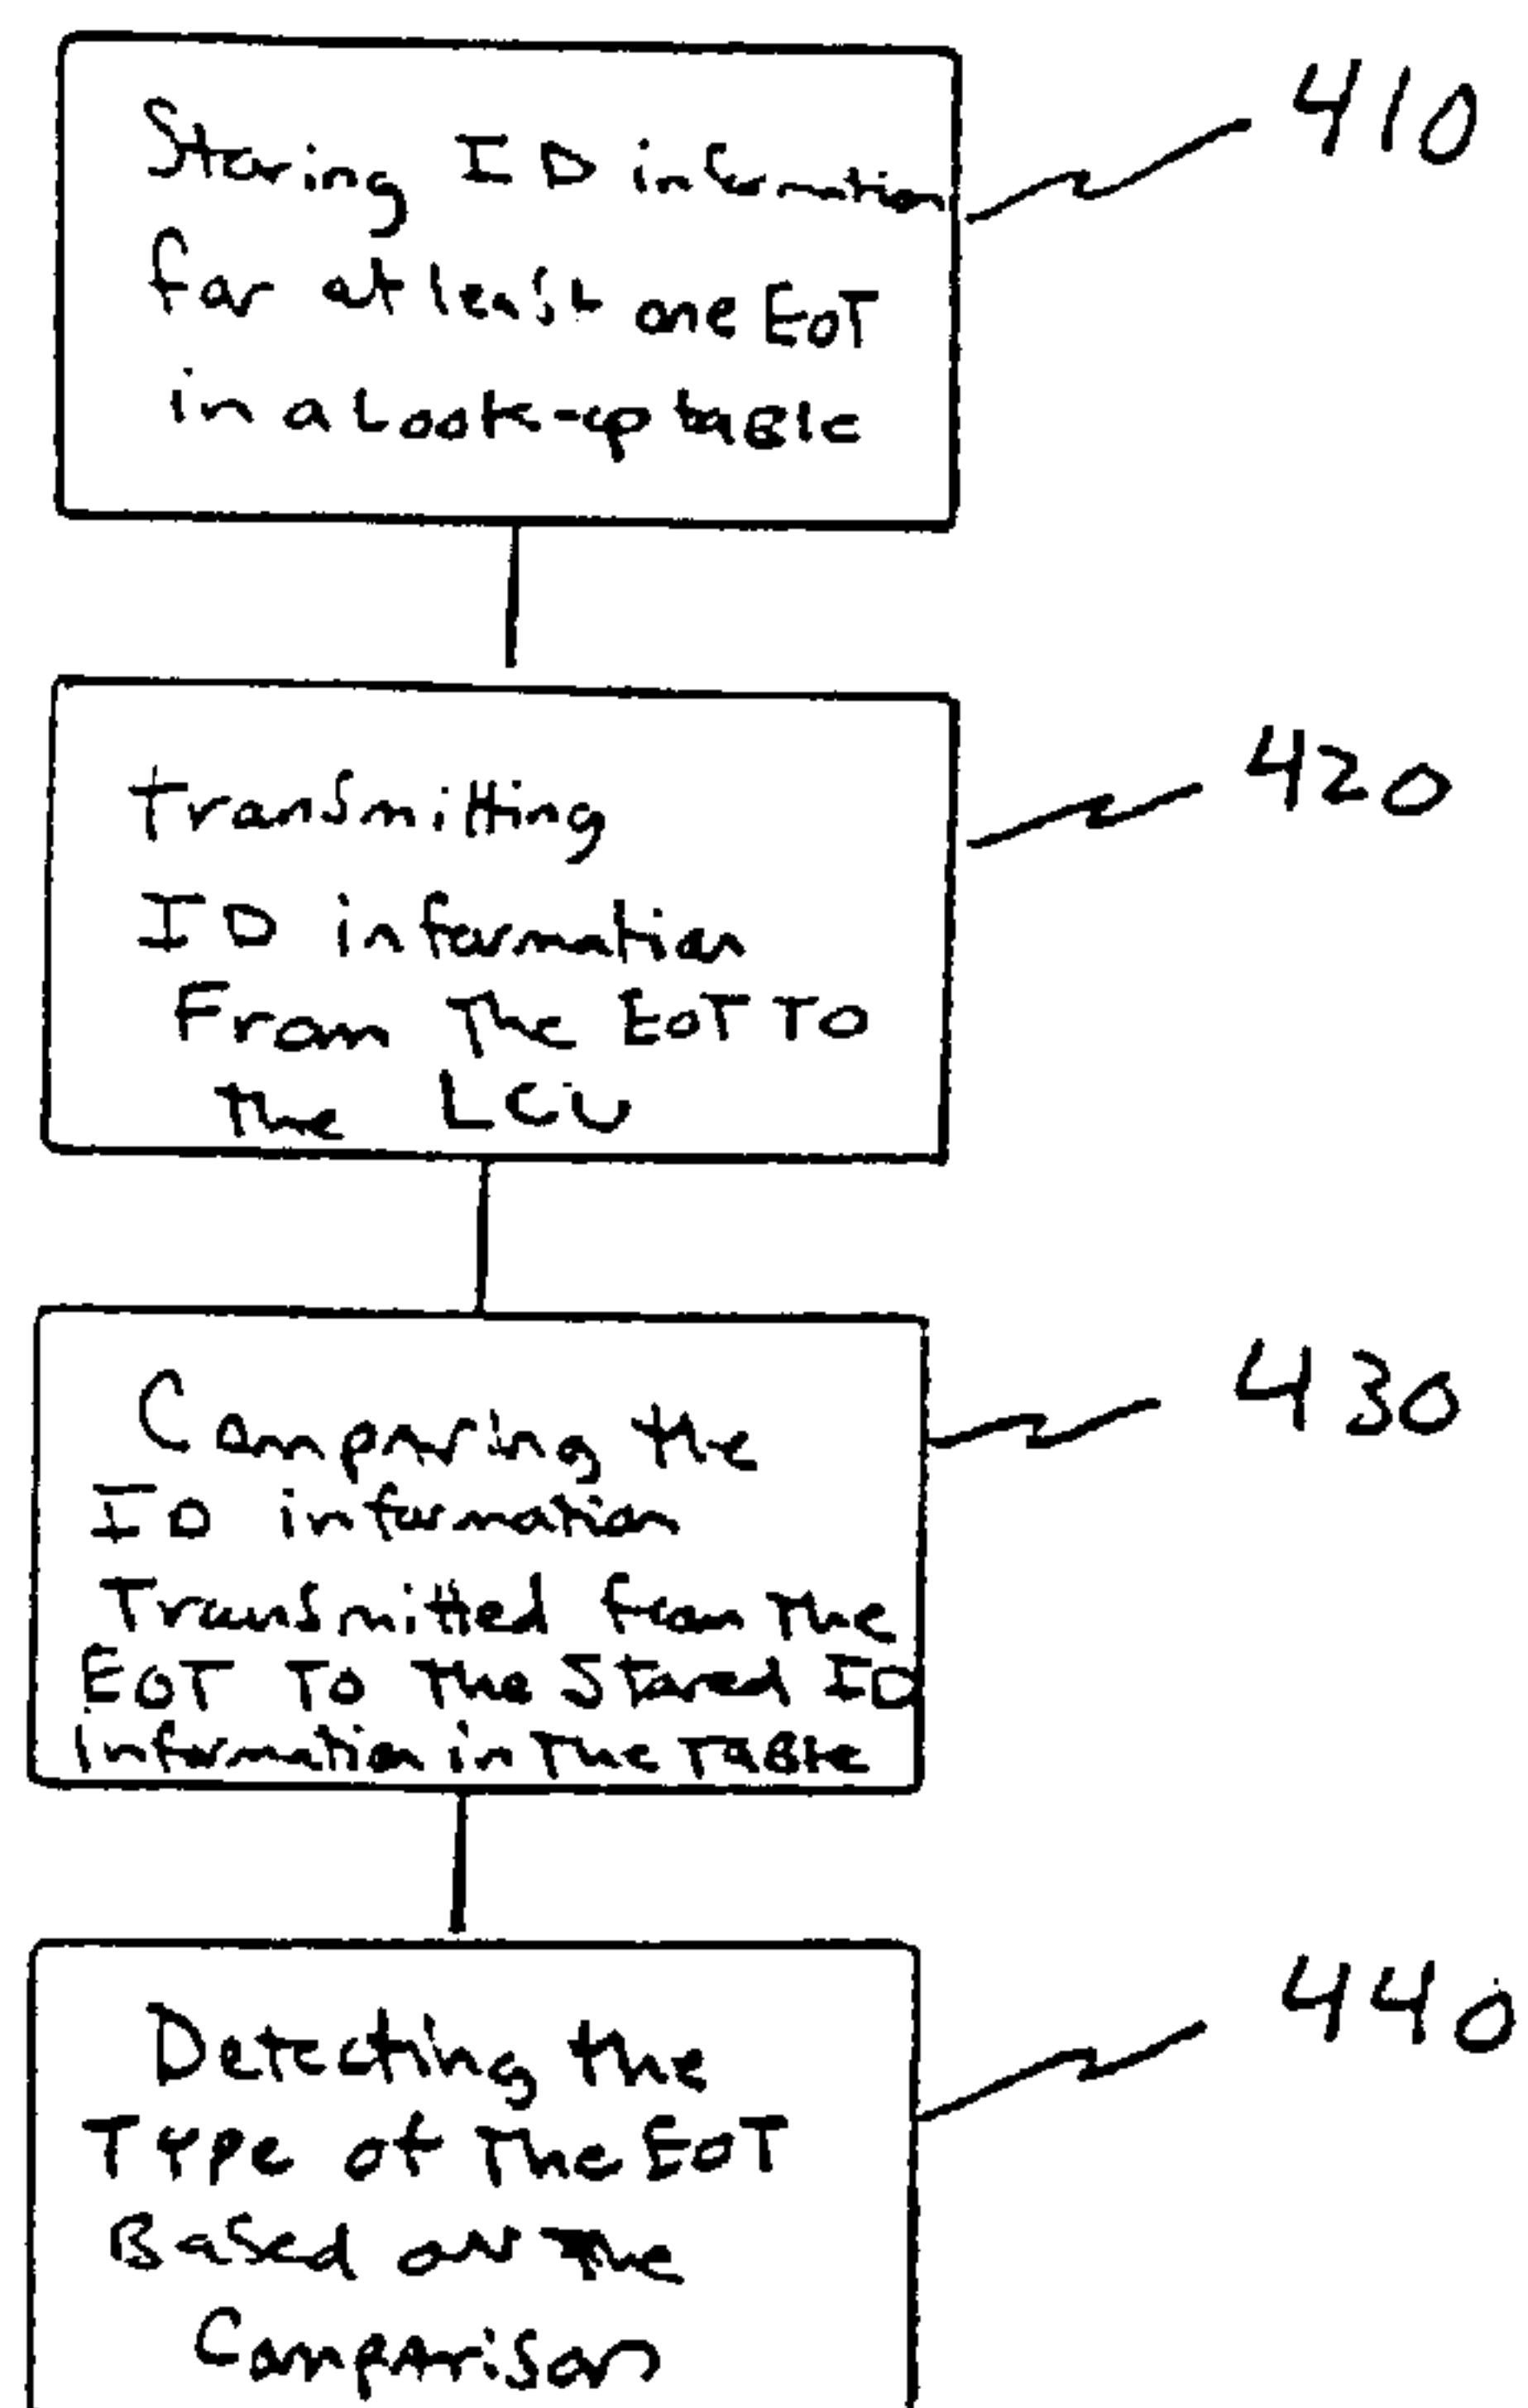 Storing ID information
410
for at least one EOT
in a Look-up taBle
transmitting
420
ID information
From The EOT TO
the LCU
Comparing the
430
ID information
Transmitted from The
EOT TO the Stored ID
information in The TaBle
Detecting the
440
Type of The EOT
Based on The
Comparison